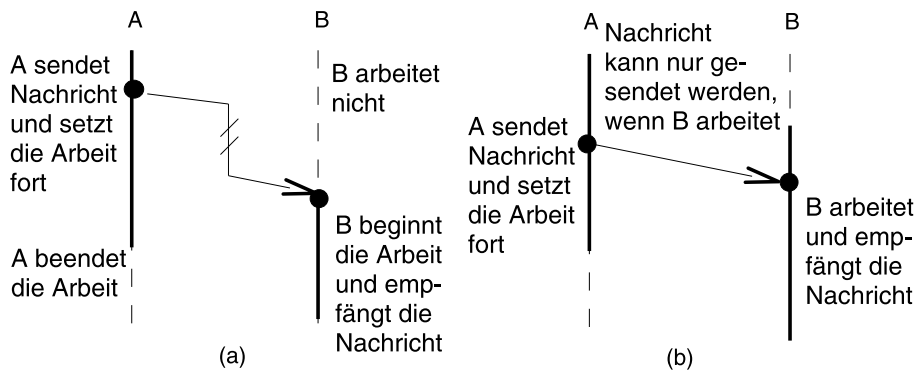 A
B
A sendet
Nachricht
und setzt
die Arbeit
fort
B arbeitet
nicht
A beendet
die Arbeit
B beginnt
die Arbeit
und emp-
fängt die
Nachricht
(a)
A
B
Nachricht
kann nur ge-
sendet werden,
wenn B arbeitet
A sendet
Nachricht
und setzt
die Arbeit
fort
B arbeitet
und emp-
fängt die
Nachricht
(b)